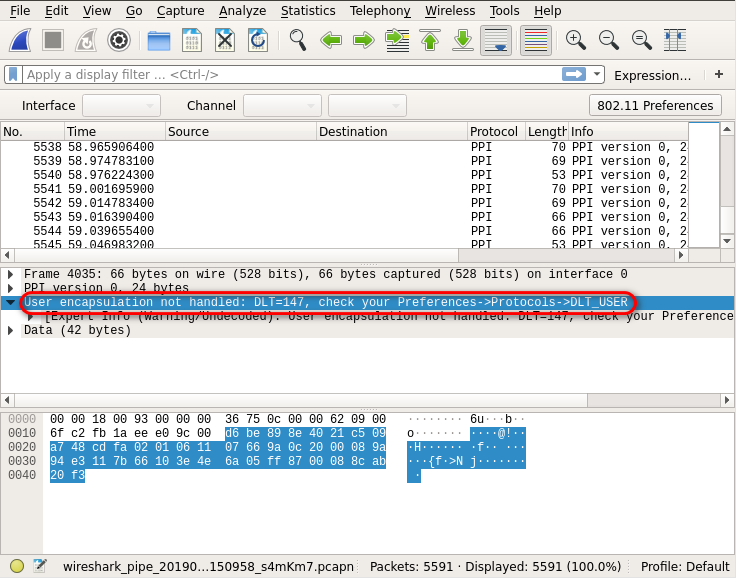 File Edit View Go Capture Analyze Statistics Telephony Wireless Tools Help
Apply a display filter ... <Ctrl-/> Expression... +
Interface Channel 802.11 Preferences
No. Time Source Destination Protocol Length Info
5538 58.965906400 PPI 70 PPI version 0, 2
5539 58.974783100 PPI 69 PPI version 0, 2
5540 58.976224300 PPI 53 PPI version 0, 2
5541 59.001695900 PPI 70 PPI version 0, 2
5542 59.014783400 PPI 69 PPI version 0, 2
5543 59.016390400 PPI 66 PPI version 0, 2
5544 59.039655400 PPI 66 PPI version 0, 2
5545 59.046983200 PPI 53 PPI version 0, 2
Frame 4035: 66 bytes on wire (528 bits), 66 bytes captured (528 bits) on interface 0
PPI version 0, 24 bytes
User encapsulation not handled: DLT=147, check your Preferences->Protocols->DLT_USER
[Expert Info (Warning/Undecoded): User encapsulation not handled: DLT=147, check your Preference
Data (42 bytes)
0000 00 00 18 00 93 00 00 00 36 75 0c 00 00 62 09 00 ········ 6u···b··
0010 6f c2 fb 1a ee e0 9c 00 d6 be 89 8e 40 21 c5 09 o······· ····@!··
0020 a7 48 cd fa 02 01 06 11 07 66 9a 0c 20 00 08 9a ·H······ ·f·· ···
0030 94 e3 11 7b 66 10 3e 4e 6a 05 ff 87 00 08 8c ab ···{f·>N j·······
0040 20 f3 ·
wireshark_pipe_20190...150958_s4mKm7.pcapn Packets: 5591 · Displayed: 5591 (100.0%) Profile: Default